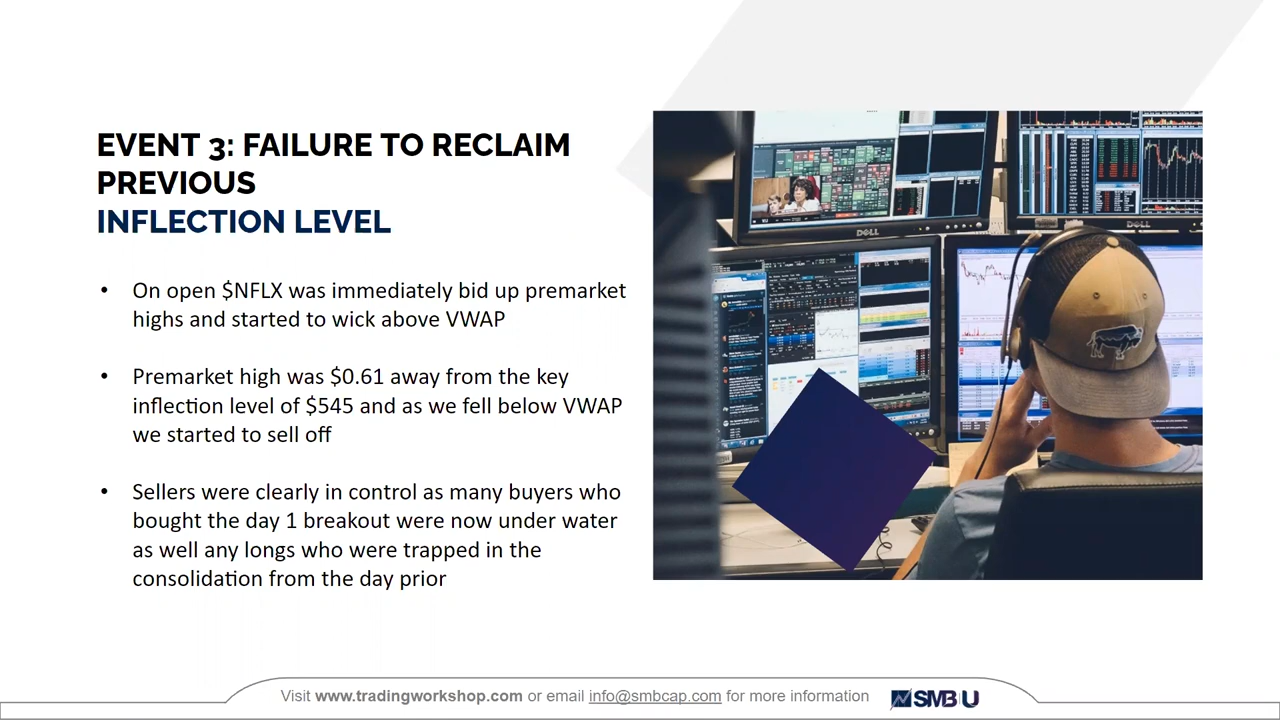 EVENT 3: FAILURE TO RECLAIM
PREVIOUS
INFLECTION LEVEL
• On open $NFLX was immediately bid up premarket
highs and started to wick above VWAP
• Premarket high was $0.61 away from the key
inflection level of $545 and as we fell below VWAP
we started to sell off
• Sellers were clearly in control as many buyers who
bought the day 1 breakout were now under water
as well any longs who were trapped in the
consolidation from the day prior
DELL
DELL
Visit www.tradingworkshop.com or email info@smbcap.com for more information
SMB U